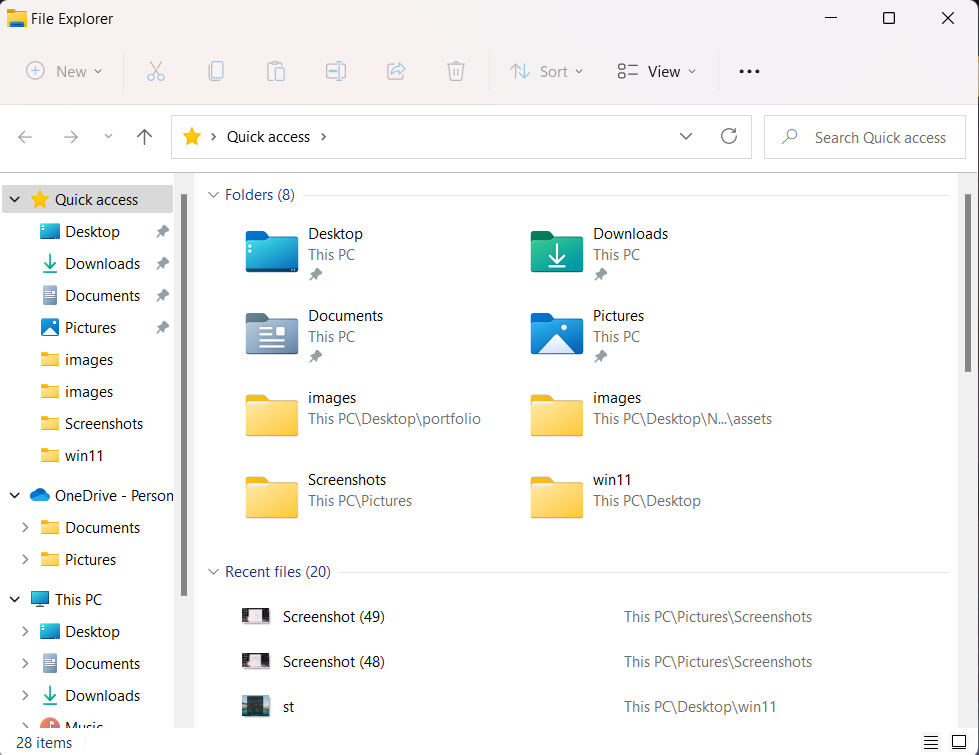 File Explorer
New
Sort
View
Quick access
Search Quick access
Quick access
Desktop
Downloads
Documents
Pictures
images
images
Screenshots
win11
OneDrive - Person
Documents
Pictures
This PC
Desktop
Documents
Downloads
Music
Folders (8)
Desktop
This PC
Downloads
This PC
Documents
This PC
Pictures
This PC
images
This PC\Desktop\portfolio
images
This PC\Desktop\N...\assets
Screenshots
This PC\Pictures
win11
This PC\Desktop
Recent files (20)
Screenshot (49) This PC\Pictures\Screenshots
Screenshot (48) This PC\Pictures\Screenshots
st This PC\Desktop\win11
28 items